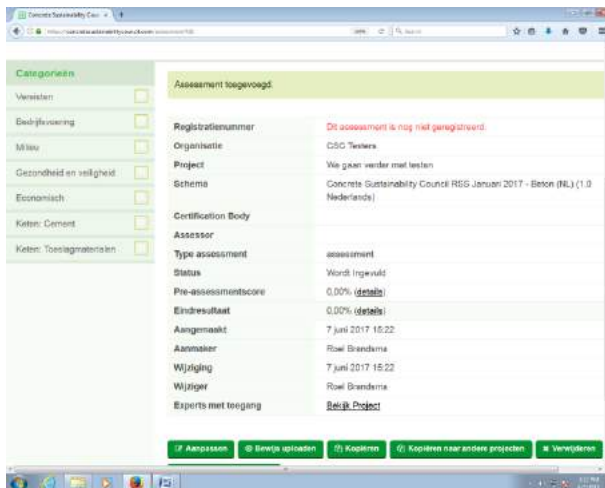 Concrete Sustainability Coun
Categorieën
Vereisten
Bedrijfsvoering
Milieu
Gezondheid en veiligheid
Economisch
Keten: Cement
Keten: Toeslagmaterialen
Assessment toegevoegd.
Registratienummer Dit assessment is nog niet geregistreerd.
Organisatie CSC Testers
Project We gaan verder met testen
Schema Concrete Sustainability Council RSS Januari 2017 - Beton (NL) (1.0
Nederlands)
Certification Body
Assessor
Type assessment assessment
Status Wordt Ingevuld
Pre-assessmentscore 0,00% (details)
Eindresultaat 0,00% (details)
Aangemaakt 7 juni 2017 15:22
Aanmaker Roel Brandsma
Wijziging 7 juni 2017 15:22
Wijziger Roel Brandsma
Experts met toegang Bekijk Project
Aanpassen Bewijs uploaden Kopiëren Kopiëren naar andere projecten Verwijderen